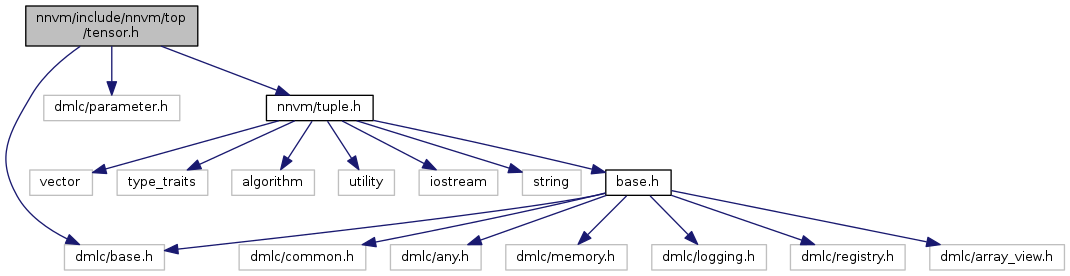 nnvm/include/nnvm/top
/tensor.h
dmlc/parameter.h
nnvm/tuple.h
vector
type_traits
algorithm
utility
iostream
string
base.h
dmlc/base.h
dmlc/common.h
dmlc/any.h
dmlc/memory.h
dmlc/logging.h
dmlc/registry.h
dmlc/array_view.h